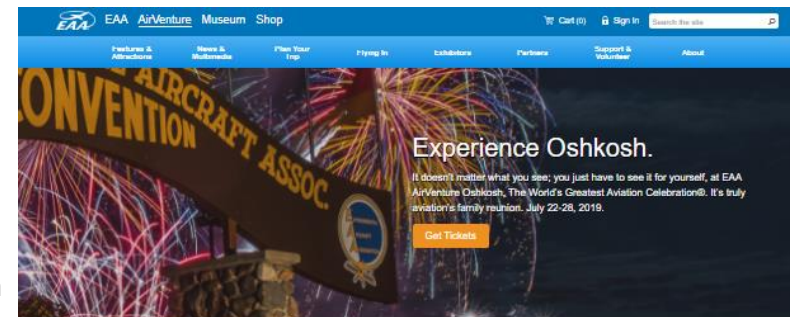 EAA
EAA AirVenture Museum Shop
Cart (0) Sign In Search the site
Features & Attractions
News & Multimedia
Plan Your Trip
Flying In
Exhibitors
Partners
Support & Volunteer
About
AIRCRAFT ASSOC.
CONVENTION
Experience Oshkosh.
It doesn't matter what you see; you just have to see it for yourself, at EAA
AirVenture Oshkosh, The World's Greatest Aviation Celebration®. It's truly
aviation's family reunion. July 22-28, 2019.
Get Tickets